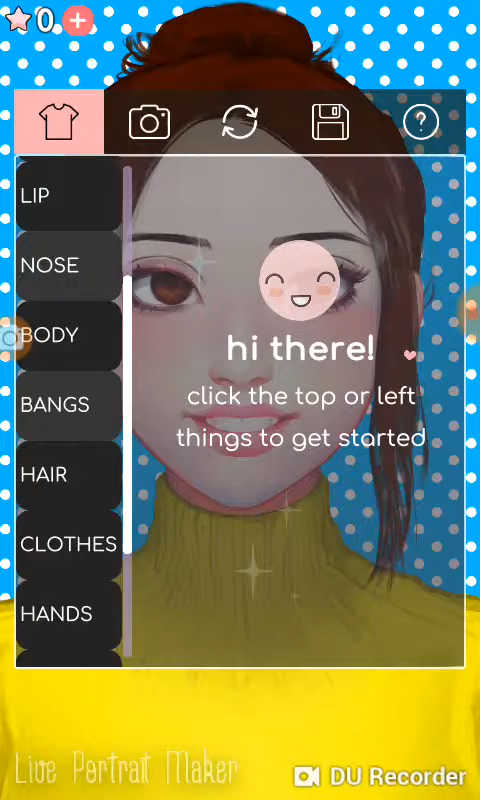 0
LIP
NOSE
BODY
BANGS
HAIR
CLOTHES
HANDS
hi there!
click the top or left
things to get started
Live Portrait Maker
DU Recorder